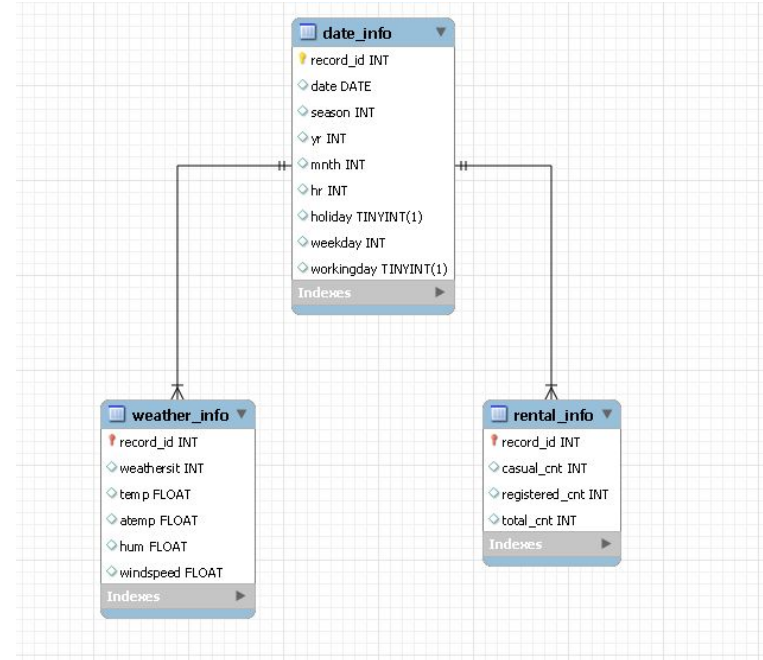 date_info
record_id INT
date DATE
season INT
yr INT
mnth INT
hr INT
holiday TINYINT(1)
weekday INT
workingday TINYINT(1)
Indexes
weather_info
record_id INT
weathersit INT
temp FLOAT
atemp FLOAT
hum FLOAT
windspeed FLOAT
Indexes
rental_info
record_id INT
casual_cnt INT
registered_cnt INT
total_cnt INT
Indexes